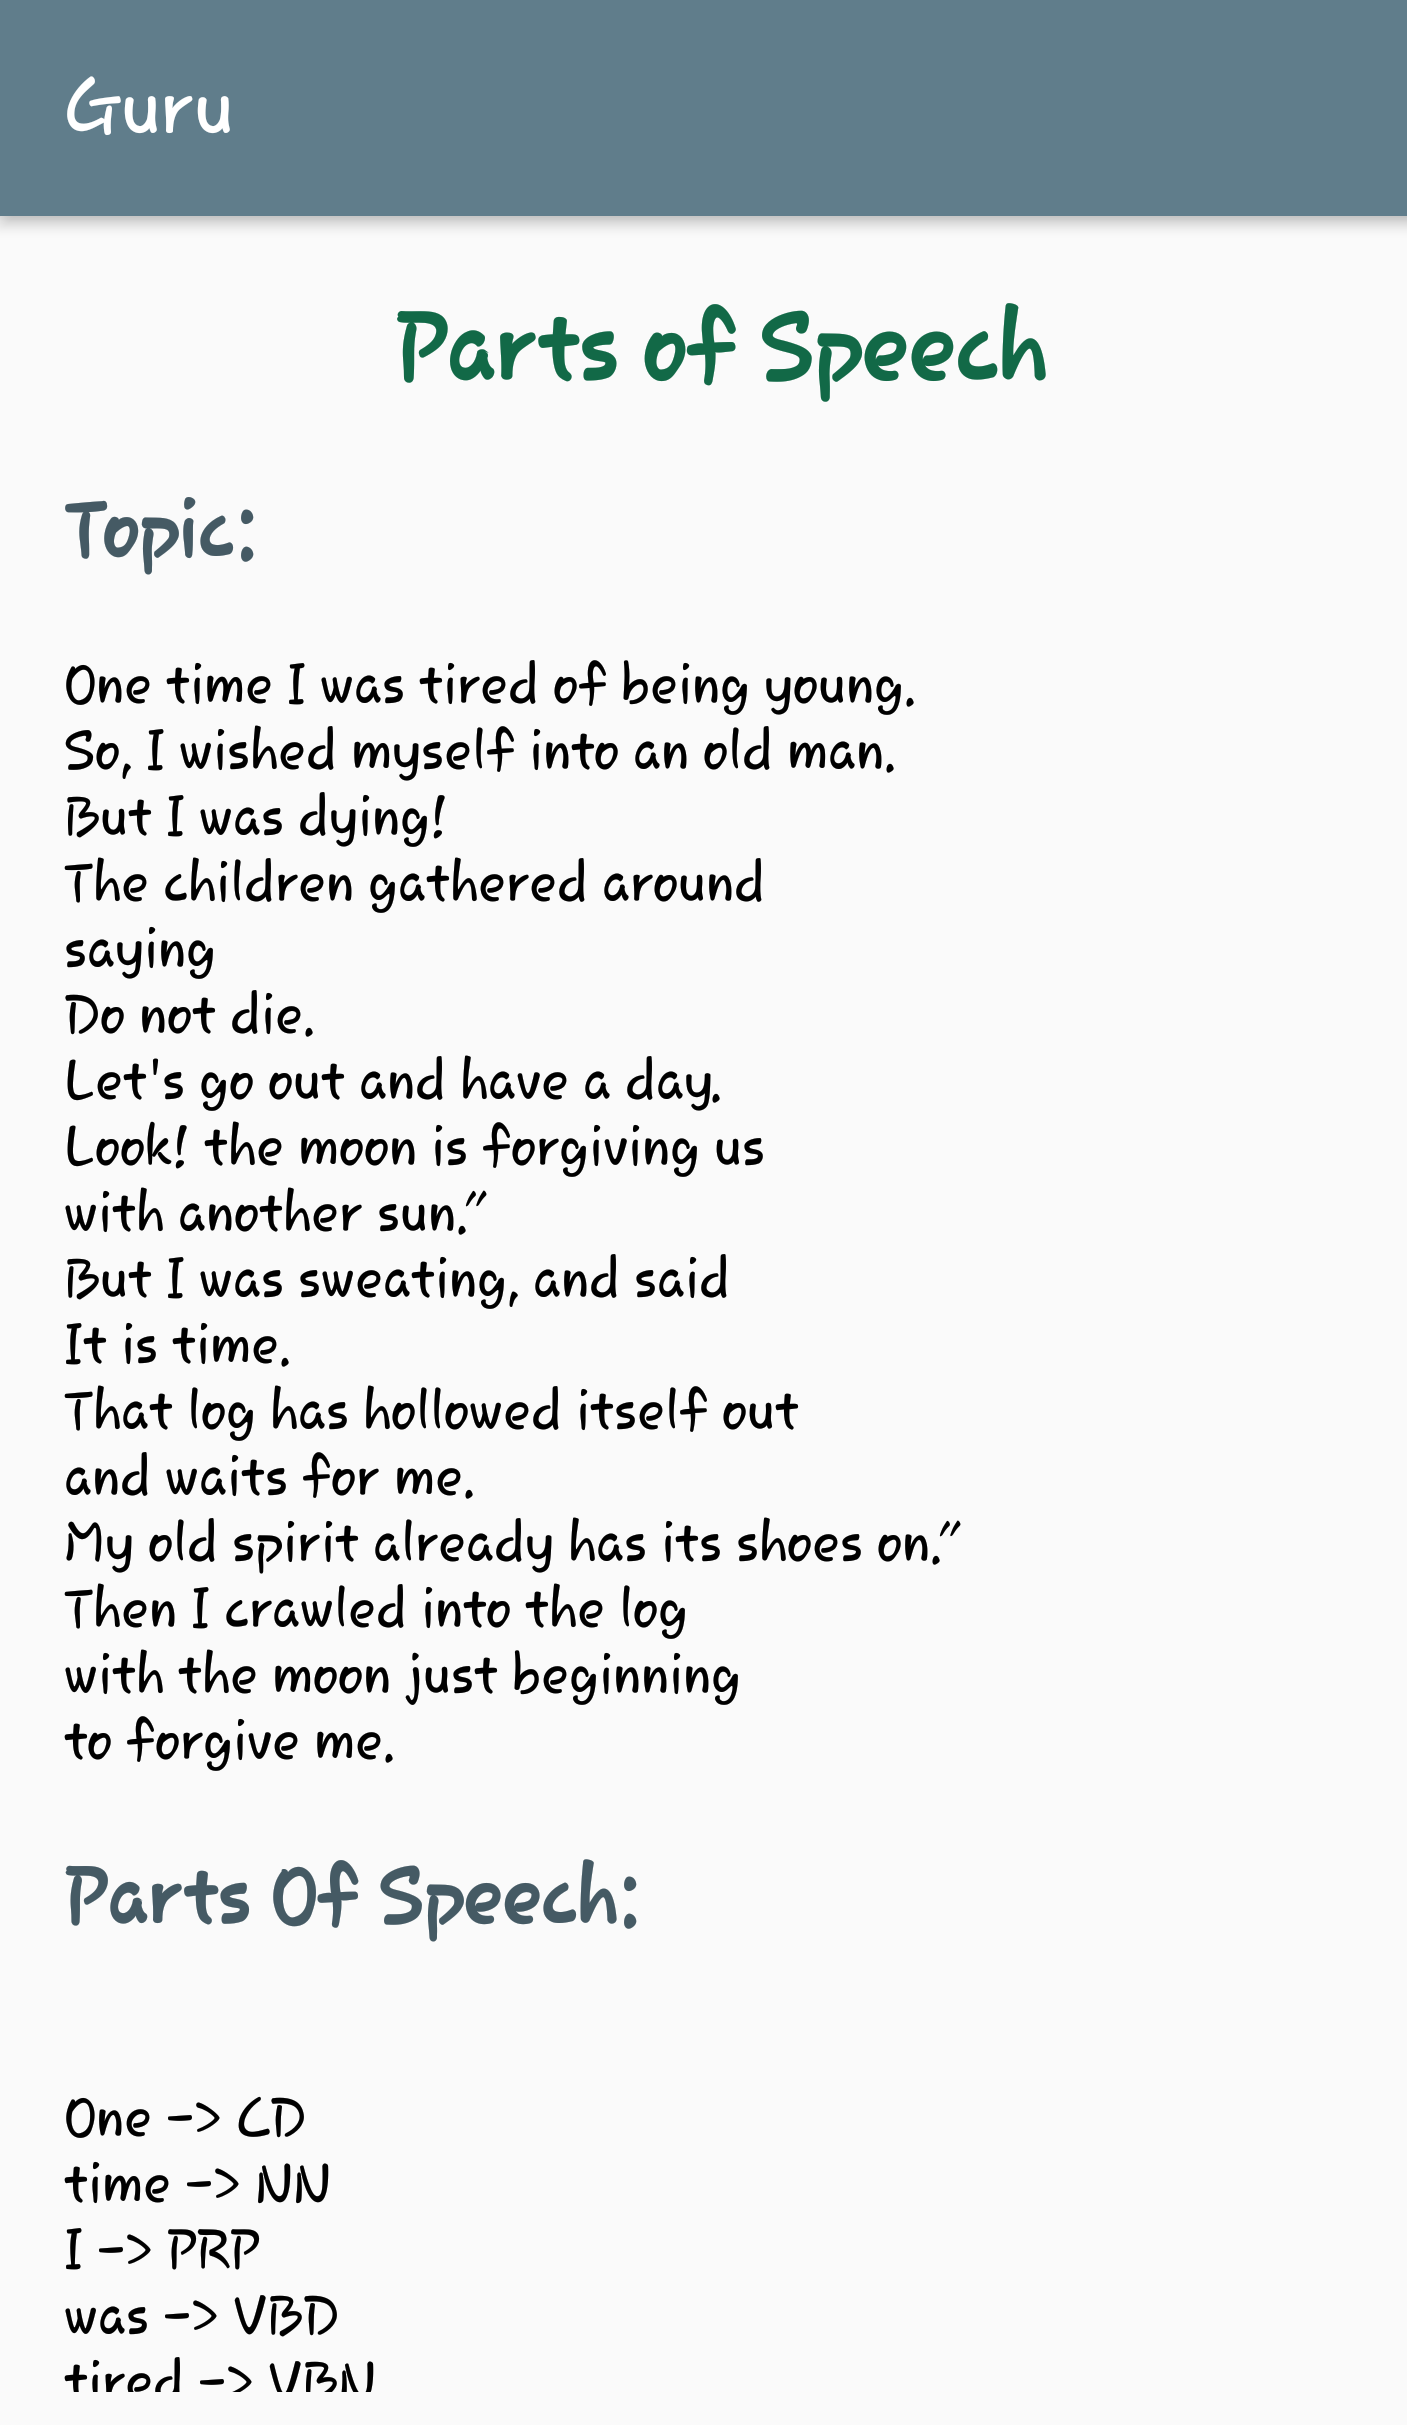 Guru
Parts of Speech
Topic:
One time I was tired of being young.
So, I wished myself into an old man.
But I was dying!
The children gathered around
saying
Do not die.
Let's go out and have a day.
Look! the moon is forgiving us
with another sun.”
But I was sweating, and said
It is time.
That log has hollowed itself out
and waits for me.
My old spirit already has its shoes on.”
Then I crawled into the log
with the moon just beginning
to forgive me.
Parts Of Speech:
One -> CD
time -> NN
I -> PRP
was -> VBD
tired -> VBN